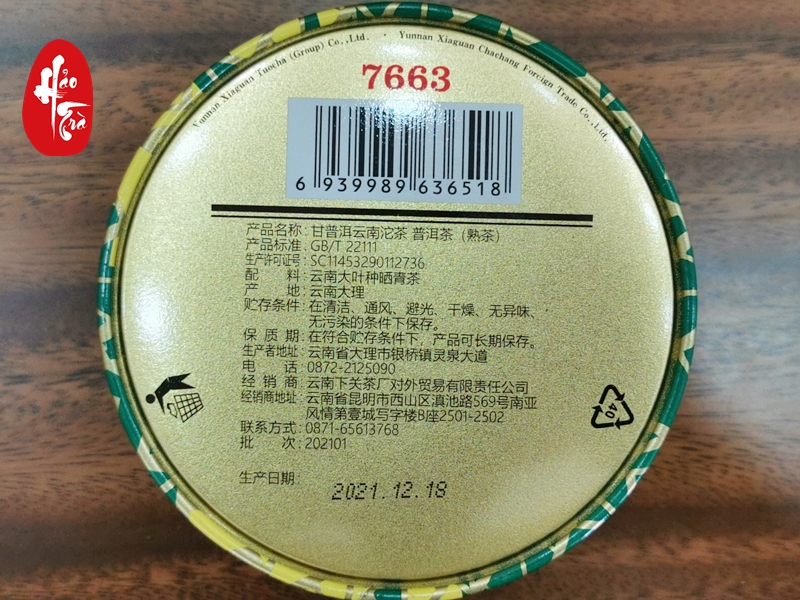 Hảo Trà
Yunnan Xiaguan Tuocha (Group) Co.,Ltd. · Yunnan Xiaguan Chachang Foreign Trade Co.,Ltd.
7663
6 939989 636518
产品名称: 甘普洱云南沱茶 普洱茶（熟茶）
产品标准: GB/T 22111
生产许可证号: SC11453290112736
配 料: 云南大叶种晒青茶
产 地: 云南大理
贮存条件: 在清洁、通风、避光、干燥、无异味、
无污染的条件下保存。
保 质 期: 在符合贮存条件下，产品可长期保存。
生产者地址: 云南省大理市银桥镇灵泉大道
电 话: 0872-2125090
经 销 商: 云南下关茶厂对外贸易有限责任公司
经销商地址: 云南省昆明市西山区滇池路569号南亚
风情第壹城写字楼B座2501-2502
联系方式: 0871-65613768
批 次: 202101
生产日期:
2021.12.18
40